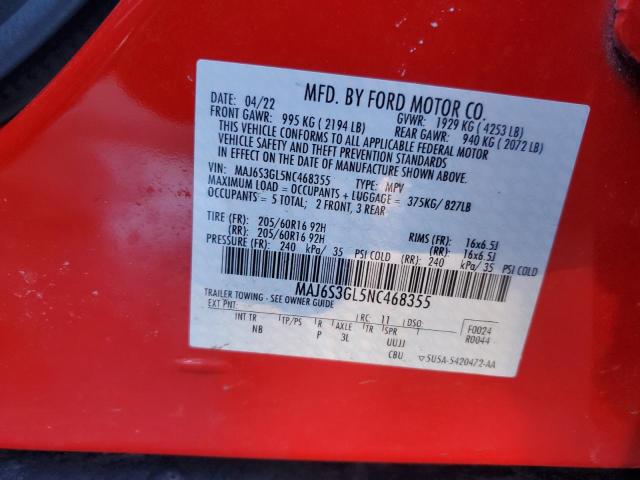 MFD. BY FORD MOTOR CO.
DATE: 04/22 GVWR: 1929 KG ( 4253 LB)
FRONT GAWR: 995 KG ( 2194 LB) REAR GAWR: 940 KG ( 2072 LB)
THIS VEHICLE CONFORMS TO ALL APPLICABLE FEDERAL MOTOR
VEHICLE SAFETY AND THEFT PREVENTION STANDARDS
IN EFFECT ON THE DATE OF MANUFACTURE SHOWN ABOVE.
VIN: MAJ6S3GL5NC468355 TYPE: MPV
MAXIMUM LOAD = OCCUPANTS + LUGGAGE = 375KG/ 827LB
OCCUPANTS = 5 TOTAL; 2 FRONT, 3 REAR
TIRE (FR): 205/60R16 92H RIMS (FR): 16x6.5J
(RR): 205/60R16 92H (RR): 16x6.5J
PRESSURE (FR): 240 kPa/ 35 PSI COLD (RR): 240 kPa/ 35 PSI COLD
MAJ6S3GL5NC468355
TRAILER TOWING - SEE OWNER GUIDE
EXT PNT: RC: 11 DSO: F0024
INT TR TP/PS R AXLE TR SPR R0044
NB P 3L UUJJ
CBU ▽5U5A-5420472-AA